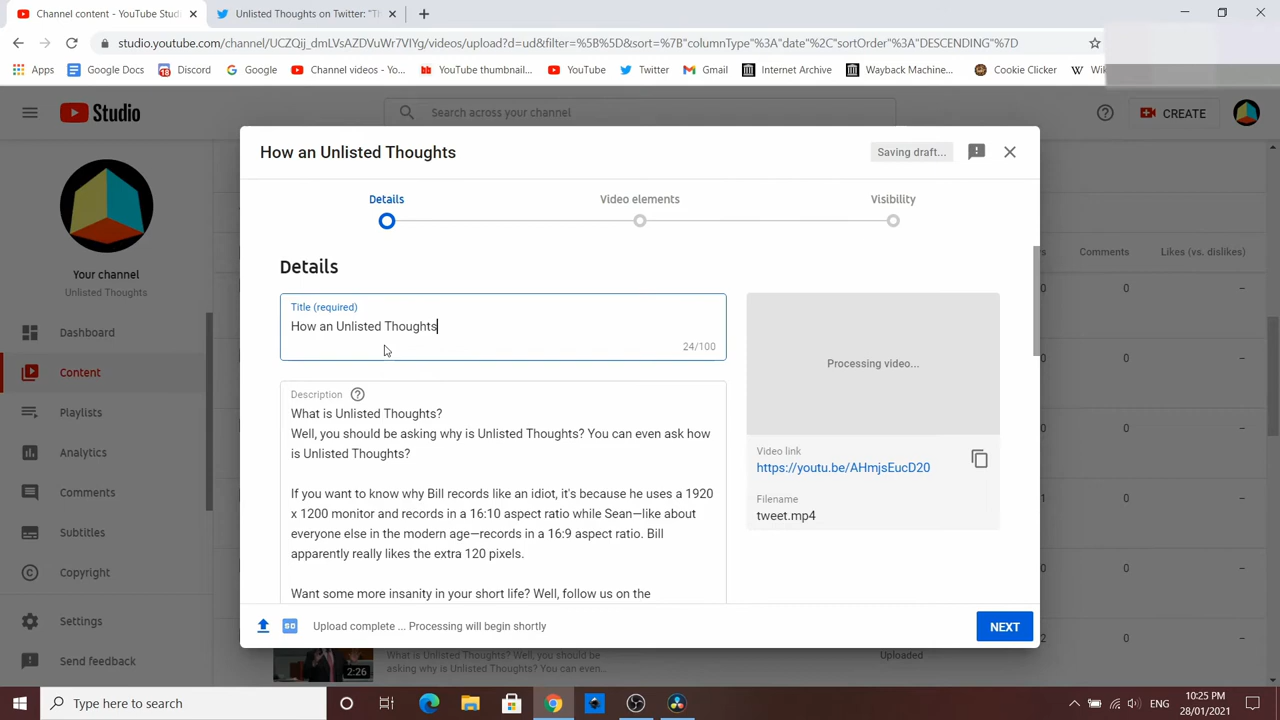 Channel content - YouTube Studio
Unlisted Thoughts on Twitter: "Th
studio.youtube.com/channel/UCZQij_dmLVsAZDVuWr7VIYg/videos/upload?d=ud&filter=%5B%5D&sort=%7B"columnType"%3A"date"%2C"sortOrder"%3A"DESCENDING"%7D
Apps Google Docs Discord Google Channel videos - Yo... YouTube thumbnail... YouTube Twitter Gmail Internet Archive Wayback Machine... Cookie Clicker Wik
Studio
Search across your channel
CREATE
How an Unlisted Thoughts
Saving draft...
Details Video elements Visibility
Your channel
Unlisted Thoughts
Dashboard
Content
Playlists
Analytics
Comments
Subtitles
Copyright
Settings
Send feedback
Comments Likes (vs. dislikes)
0 –
0 –
0 –
0 –
0 –
0 –
0 –
Details
Title (required)
How an Unlisted Thoughts
24/100
Description
What is Unlisted Thoughts?
Well, you should be asking why is Unlisted Thoughts? You can even ask how
is Unlisted Thoughts?
If you want to know why Bill records like an idiot, it's because he uses a 1920
x 1200 monitor and records in a 16:10 aspect ratio while Sean—like about
everyone else in the modern age—records in a 16:9 aspect ratio. Bill
apparently really likes the extra 120 pixels.
Want some more insanity in your short life? Well, follow us on the
Processing video...
Video link
https://youtu.be/AHmjsEucD20
Filename
tweet.mp4
SD Upload complete ... Processing will begin shortly
NEXT
2:26
What is Unlisted Thoughts? Well, you should be
asking why is Unlisted Thoughts? You can even...
Uploaded
Type here to search
ENG
10:25 PM
28/01/2021